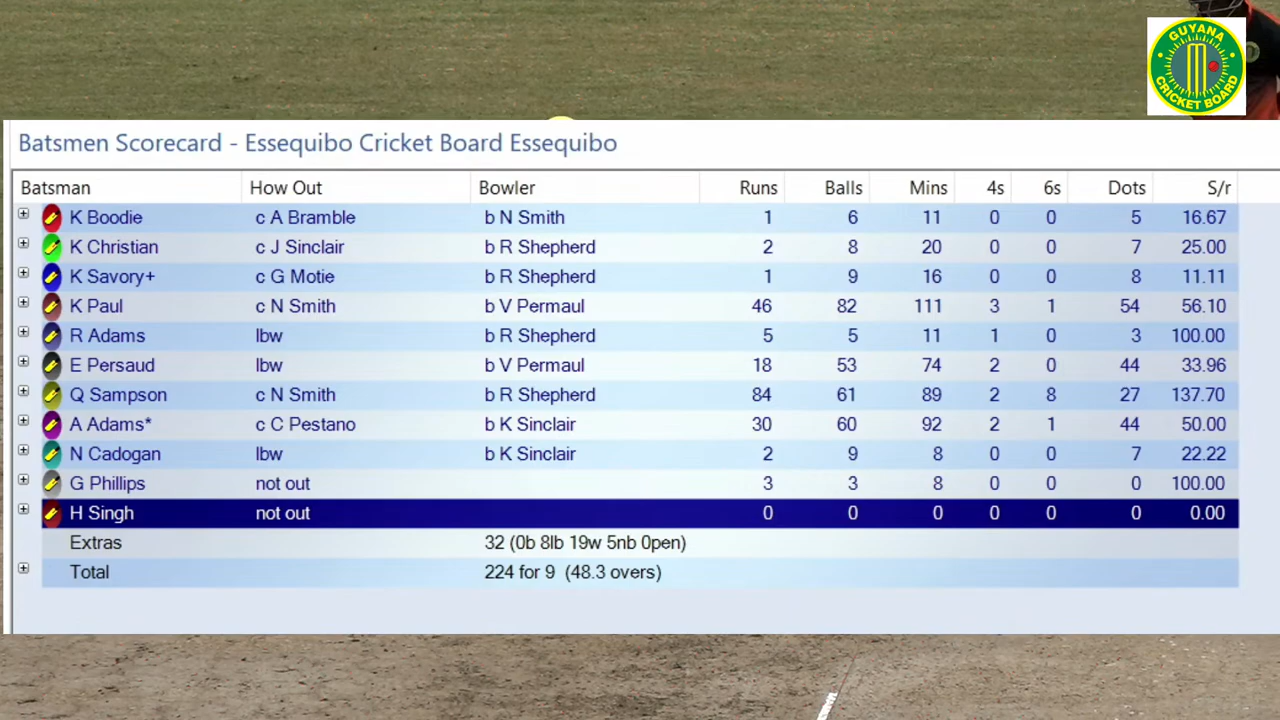 GUYANA
CRICKET BOARD
Batsmen Scorecard - Essequibo Cricket Board Essequibo
Batsman How Out Bowler Runs Balls Mins 4s 6s Dots S/r
K Boodie c A Bramble b N Smith 1 6 11 0 0 5 16.67
K Christian c J Sinclair b R Shepherd 2 8 20 0 0 7 25.00
K Savory+ c G Motie b R Shepherd 1 9 16 0 0 8 11.11
K Paul c N Smith b V Permaul 46 82 111 3 1 54 56.10
R Adams lbw b R Shepherd 5 5 11 1 0 3 100.00
E Persaud lbw b V Permaul 18 53 74 2 0 44 33.96
Q Sampson c N Smith b R Shepherd 84 61 89 2 8 27 137.70
A Adams* c C Pestano b K Sinclair 30 60 92 2 1 44 50.00
N Cadogan lbw b K Sinclair 2 9 8 0 0 7 22.22
G Phillips not out 3 3 8 0 0 0 100.00
H Singh not out 0 0 0 0 0 0 0.00
Extras 32 (0b 8lb 19w 5nb 0pen)
Total 224 for 9 (48.3 overs)